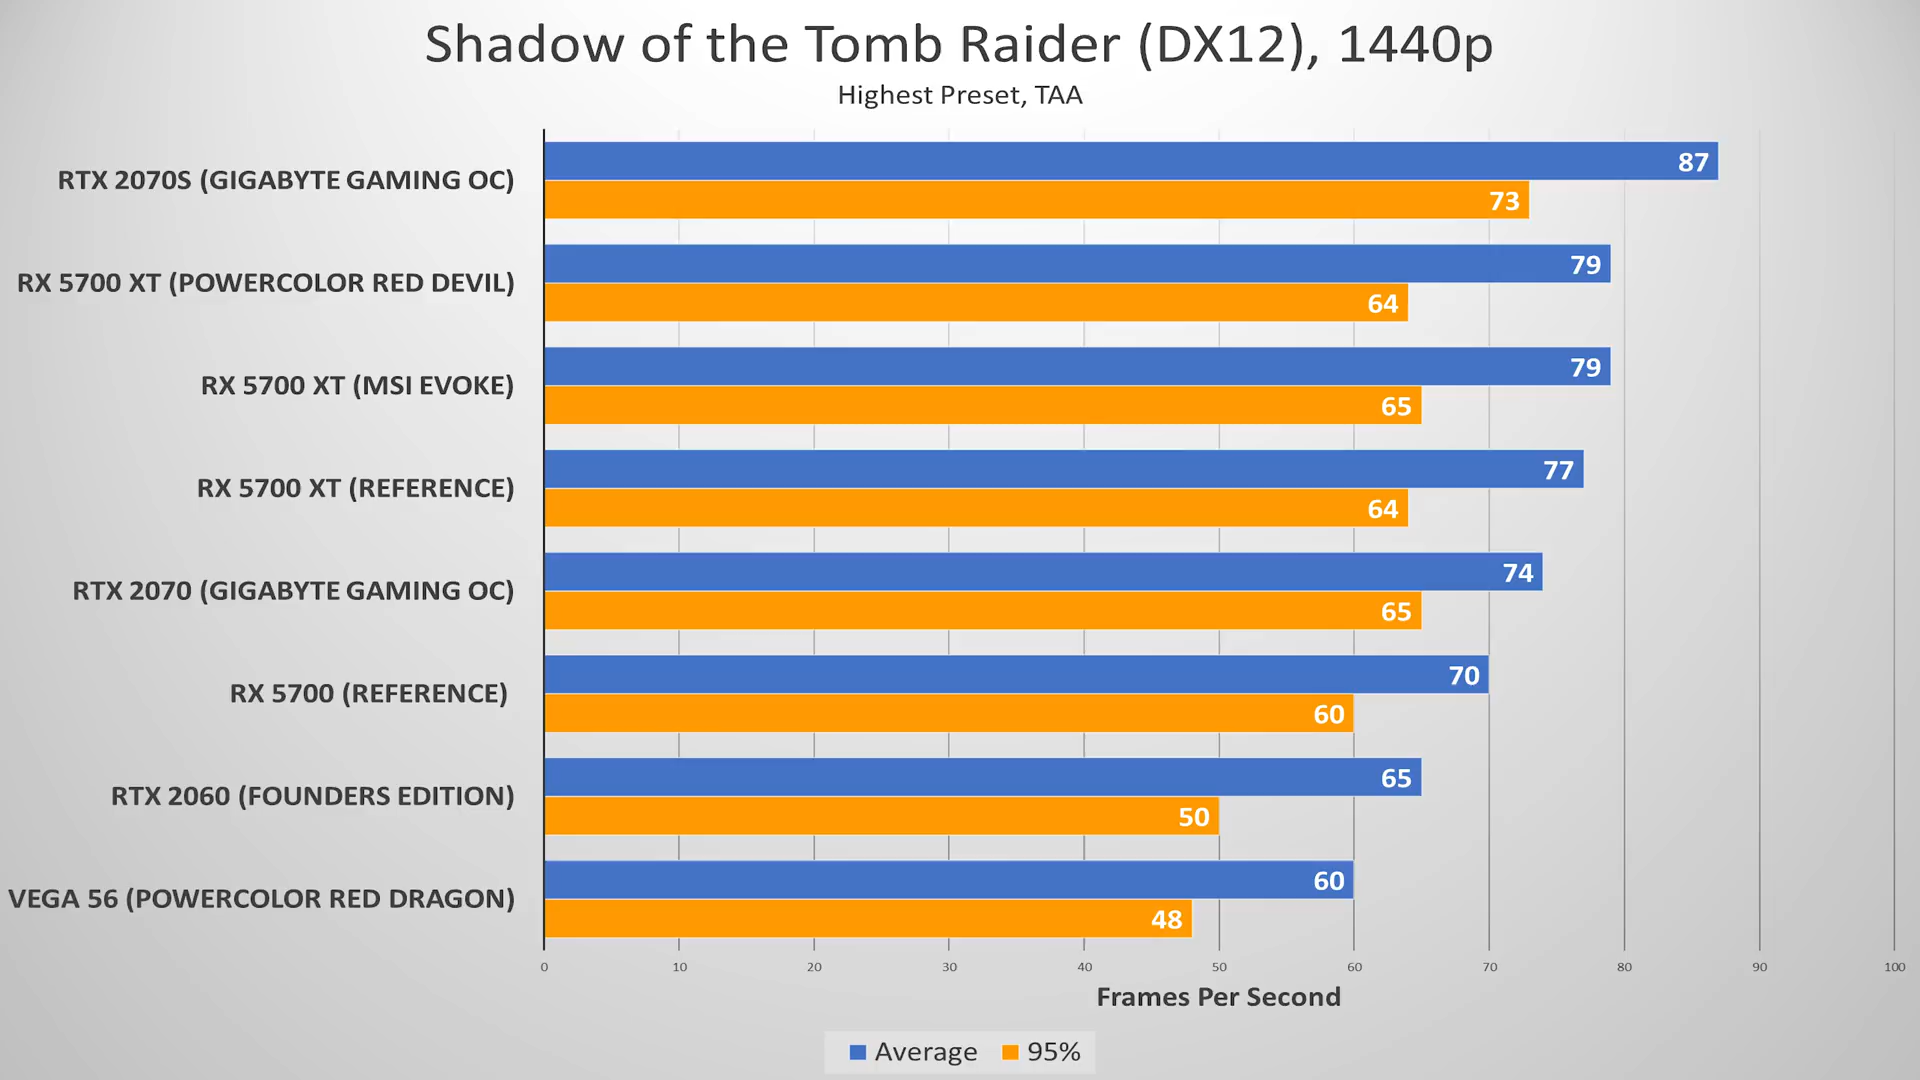 Shadow of the Tomb Raider (DX12), 1440p
Highest Preset, TAA
RTX 2070S (GIGABYTE GAMING OC)
87
73
RX 5700 XT (POWERCOLOR RED DEVIL)
79
64
RX 5700 XT (MSI EVOKE)
79
65
RX 5700 XT (REFERENCE)
77
64
RTX 2070 (GIGABYTE GAMING OC)
74
65
RX 5700 (REFERENCE)
70
60
RTX 2060 (FOUNDERS EDITION)
65
50
VEGA 56 (POWERCOLOR RED DRAGON)
60
48
0 10 20 30 40 50 60 70 80 90 100
Frames Per Second
Average 95%